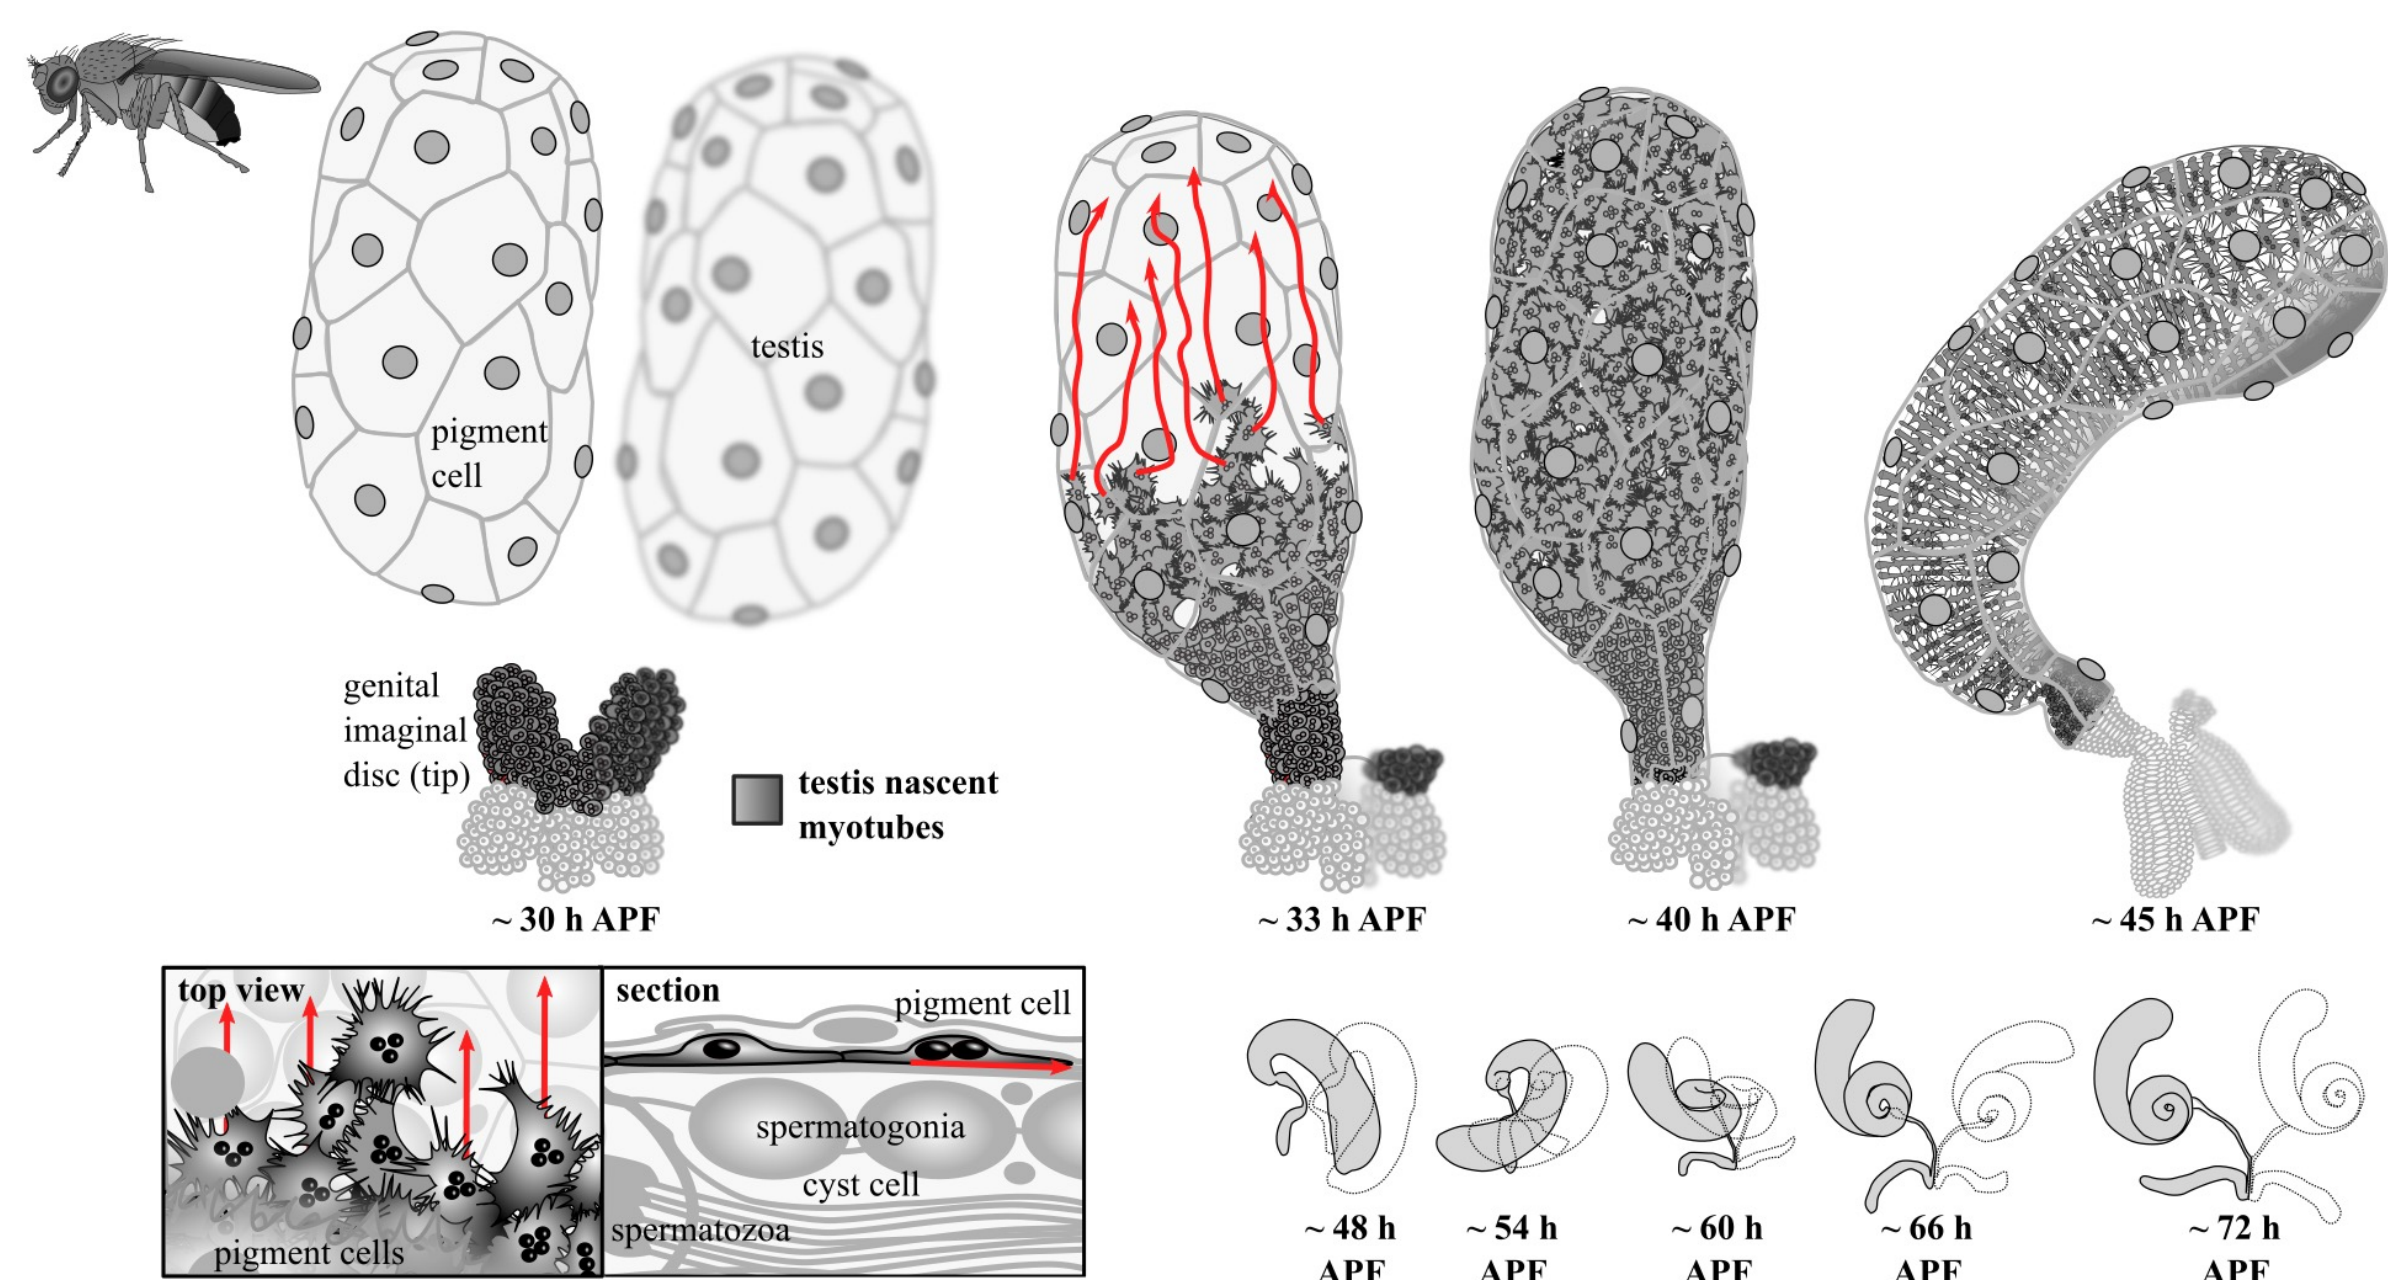 pigment
cell
testis
genital
imaginal
disc (tip)
testis nascent
myotubes
~ 30 h APF
~ 33 h APF
~ 40 h APF
~ 45 h APF
top view
pigment cells
section
pigment cell
spermatogonia
cyst cell
spermatozoa
~ 48 h
APF
~ 54 h
APF
~ 60 h
APF
~ 66 h
APF
~ 72 h
APF